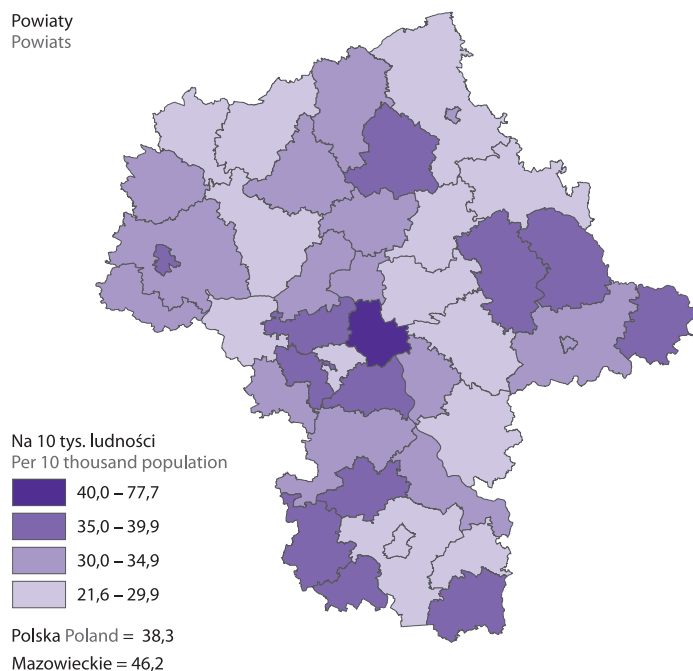 Powiaty
Powiats
Na 10 tys. ludności
Per 10 thousand population
40,0 – 77,7
35,0 – 39,9
30,0 – 34,9
21,6 – 29,9
Polska Poland = 38,3
Mazowieckie = 46,2